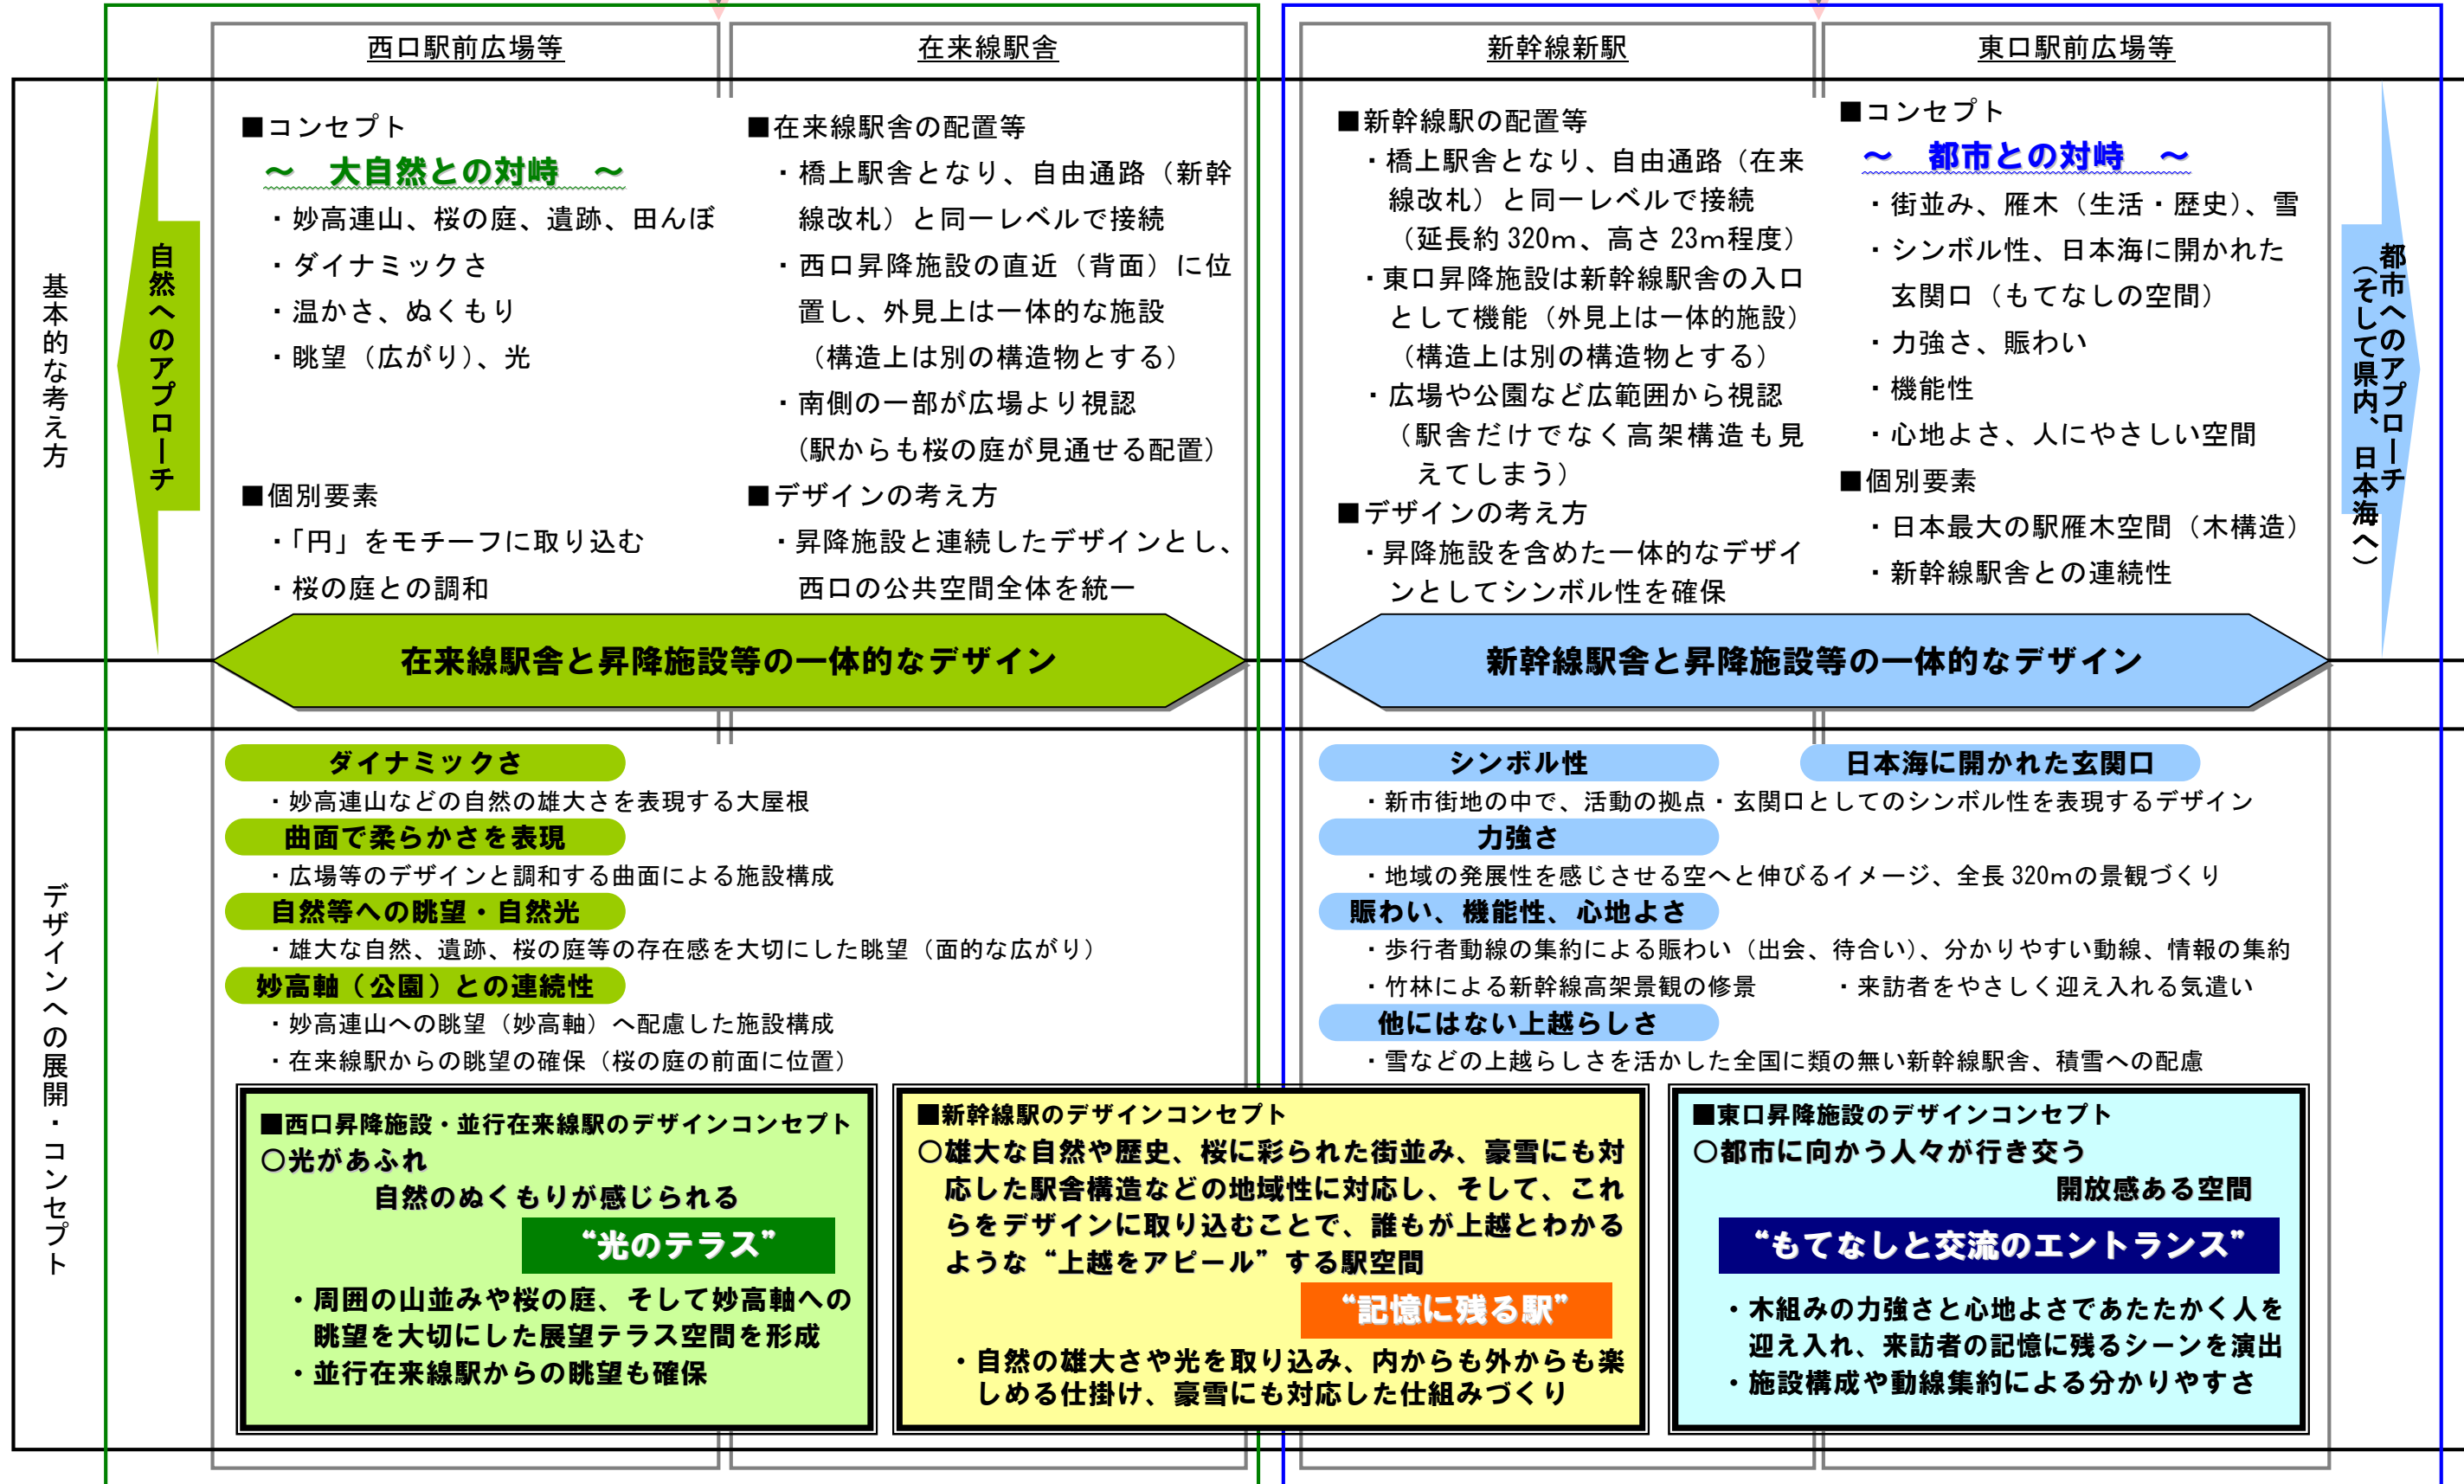 西口駅前広場等
在来線駅舎
新幹線新駅
東口駅前広場等
基本的な考え方
自然へのアプローチ
■コンセプト
～　大自然との対峙　～
・妙高連山、桜の庭、遺跡、田んぼ
・ダイナミックさ
・温かさ、ぬくもり
・眺望（広がり）、光
■個別要素
・「円」をモチーフに取り込む
・桜の庭との調和
■在来線駅舎の配置等
・橋上駅舎となり、自由通路（新幹
線改札）と同一レベルで接続
・西口昇降施設の直近（背面）に位
置し、外見上は一体的な施設
（構造上は別の構造物とする）
・南側の一部が広場より視認
（駅からも桜の庭が見通せる配置）
■デザインの考え方
・昇降施設と連続したデザインとし、
西口の公共空間全体を統一
■新幹線駅の配置等
・橋上駅舎となり、自由通路（在来
線改札）と同一レベルで接続
（延長約 320ｍ、高さ 23ｍ程度）
・東口昇降施設は新幹線駅舎の入口
として機能（外見上は一体的施設）
（構造上は別の構造物とする）
・広場や公園など広範囲から視認
（駅舎だけでなく高架構造も見
えてしまう）
■デザインの考え方
・昇降施設を含めた一体的なデザイ
ンとしてシンボル性を確保
■コンセプト
～　都市との対峙　～
・街並み、雁木（生活・歴史）、雪
・シンボル性、日本海に開かれた
玄関口（もてなしの空間）
・力強さ、賑わい
・機能性
・心地よさ、人にやさしい空間
■個別要素
・日本最大の駅雁木空間（木構造）
・新幹線駅舎との連続性
都市へのアプローチ
（そして県内、日本海へ）
在来線駅舎と昇降施設等の一体的なデザイン
新幹線駅舎と昇降施設等の一体的なデザイン
デザインへの展開・コンセプト
ダイナミックさ
・妙高連山などの自然の雄大さを表現する大屋根
曲面で柔らかさを表現
・広場等のデザインと調和する曲面による施設構成
自然等への眺望・自然光
・雄大な自然、遺跡、桜の庭等の存在感を大切にした眺望（面的な広がり）
妙高軸（公園）との連続性
・妙高連山への眺望（妙高軸）へ配慮した施設構成
・在来線駅からの眺望の確保（桜の庭の前面に位置）
シンボル性
日本海に開かれた玄関口
・新市街地の中で、活動の拠点・玄関口としてのシンボル性を表現するデザイン
力強さ
・地域の発展性を感じさせる空へと伸びるイメージ、全長 320ｍの景観づくり
賑わい、機能性、心地よさ
・歩行者動線の集約による賑わい（出会、待合い）、分かりやすい動線、情報の集約
・竹林による新幹線高架景観の修景　　　・来訪者をやさしく迎え入れる気遣い
他にはない上越らしさ
・雪などの上越らしさを活かした全国に類の無い新幹線駅舎、積雪への配慮
■西口昇降施設・並行在来線駅のデザインコンセプト
○光があふれ
自然のぬくもりが感じられる
“光のテラス”
・周囲の山並みや桜の庭、そして妙高軸への
眺望を大切にした展望テラス空間を形成
・並行在来線駅からの眺望も確保
■新幹線駅のデザインコンセプト
○雄大な自然や歴史、桜に彩られた街並み、豪雪にも対
応した駅舎構造などの地域性に対応し、そして、これ
らをデザインに取り込むことで、誰もが上越とわかる
ような“上越をアピール”する駅空間
“記憶に残る駅”
・自然の雄大さや光を取り込み、内からも外からも楽
しめる仕掛け、豪雪にも対応した仕組みづくり
■東口昇降施設のデザインコンセプト
○都市に向かう人々が行き交う
開放感ある空間
“もてなしと交流のエントランス”
・木組みの力強さと心地よさであたたかく人を
迎え入れ、来訪者の記憶に残るシーンを演出
・施設構成や動線集約による分かりやすさ